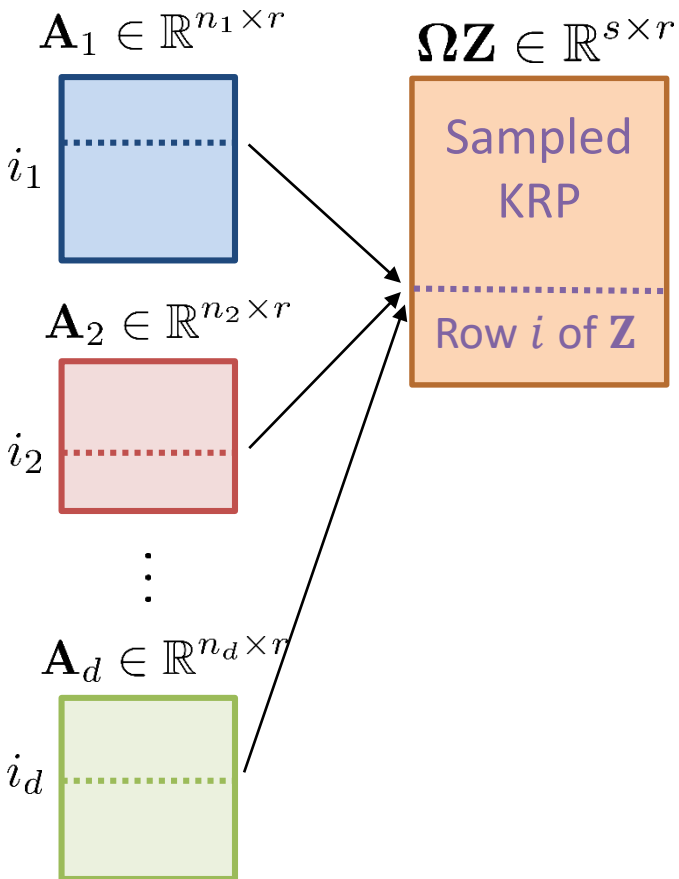 𝐀₁ ∈ ℝ^{n₁×r}
i₁
𝐀₂ ∈ ℝ^{n₂×r}
i₂
⋮
𝐀_d ∈ ℝ^{n_d×r}
i_d
𝛀𝐙 ∈ ℝ^{s×r}
Sampled
KRP
Row i of 𝐙